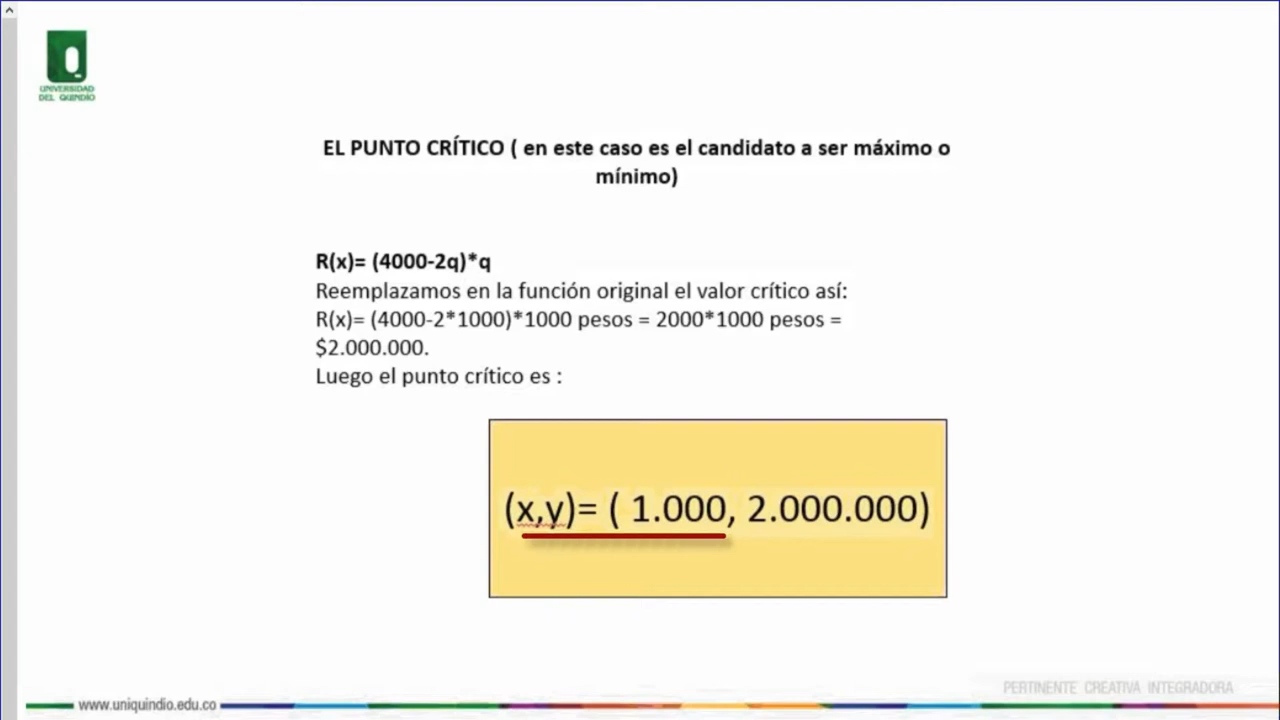 UNIVERSIDAD
DEL QUINDÍO
EL PUNTO CRÍTICO ( en este caso es el candidato a ser máximo o
mínimo)
R(x)= (4000-2q)*q
Reemplazamos en la función original el valor crítico así:
R(x)= (4000-2*1000)*1000 pesos = 2000*1000 pesos =
$2.000.000.
Luego el punto crítico es :
(x,y)= ( 1.000, 2.000.000)
PERTINENTE CREATIVA INTEGRADORA
www.uniquindio.edu.co